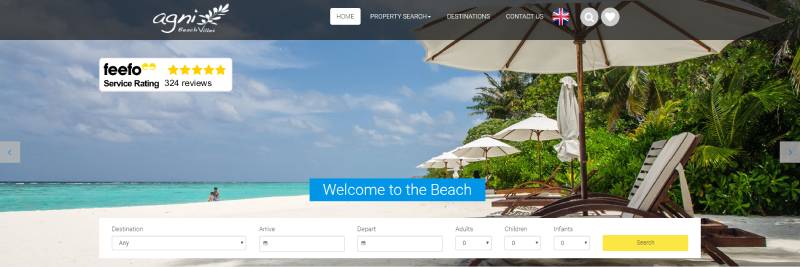 agni
Beach Villas
HOME
PROPERTY SEARCH
DESTINATIONS
CONTACT US
feefo
Service Rating 324 reviews
Welcome to the Beach
Destination
Arrive
Depart
Adults
Children
Infants
Any
0
0
0
Search